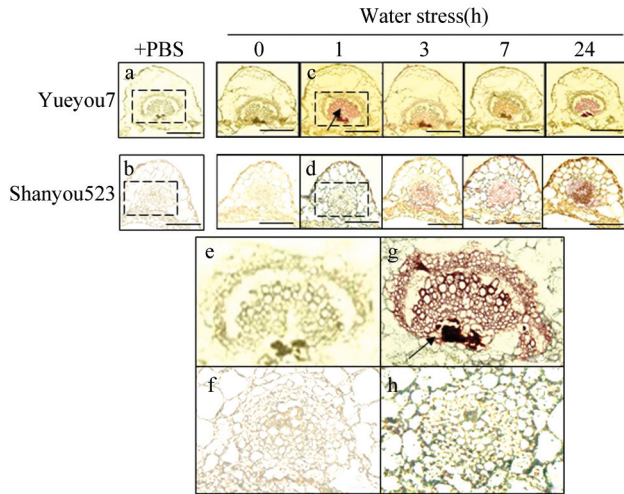 Water stress(h)
+PBS 0 1 3 7 24
Yueyou7 a c
Shanyou523 b d
e g
f h